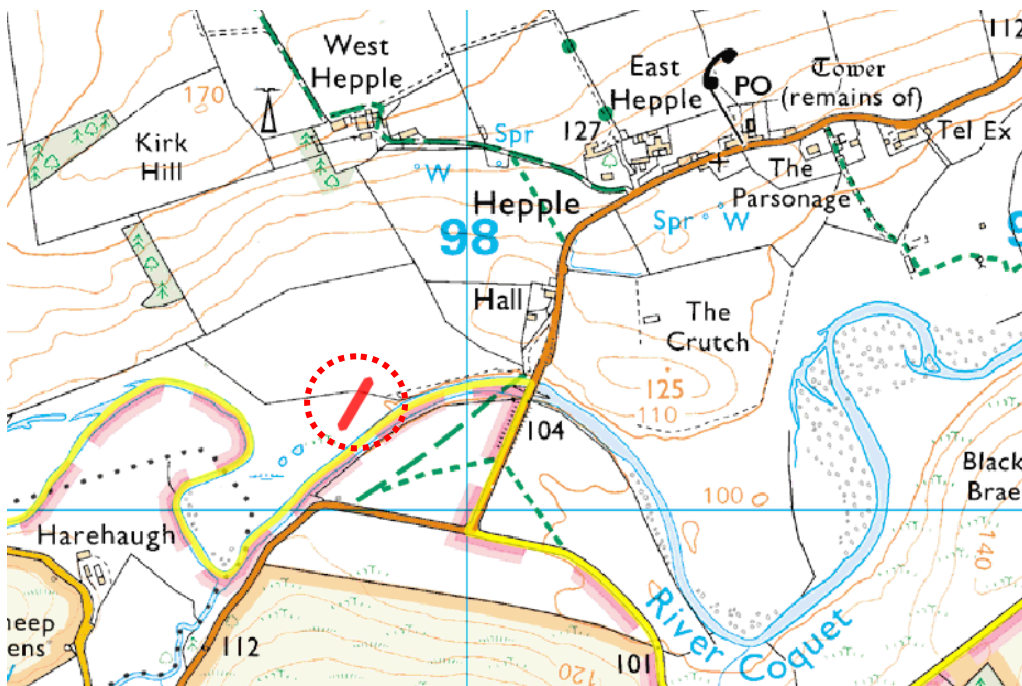 West
Hepple
170
Kirk
Hill
Spr
W
127
East
Hepple
PO
Tower
(remains of)
112
Tel Ex
The
Parsonage
Hepple
98
Spr
W
9
Hall
The
Crutch
125
110
104
100
Black
Brae
140
Harehaugh
heep
ens
112
120
101
River Coquet